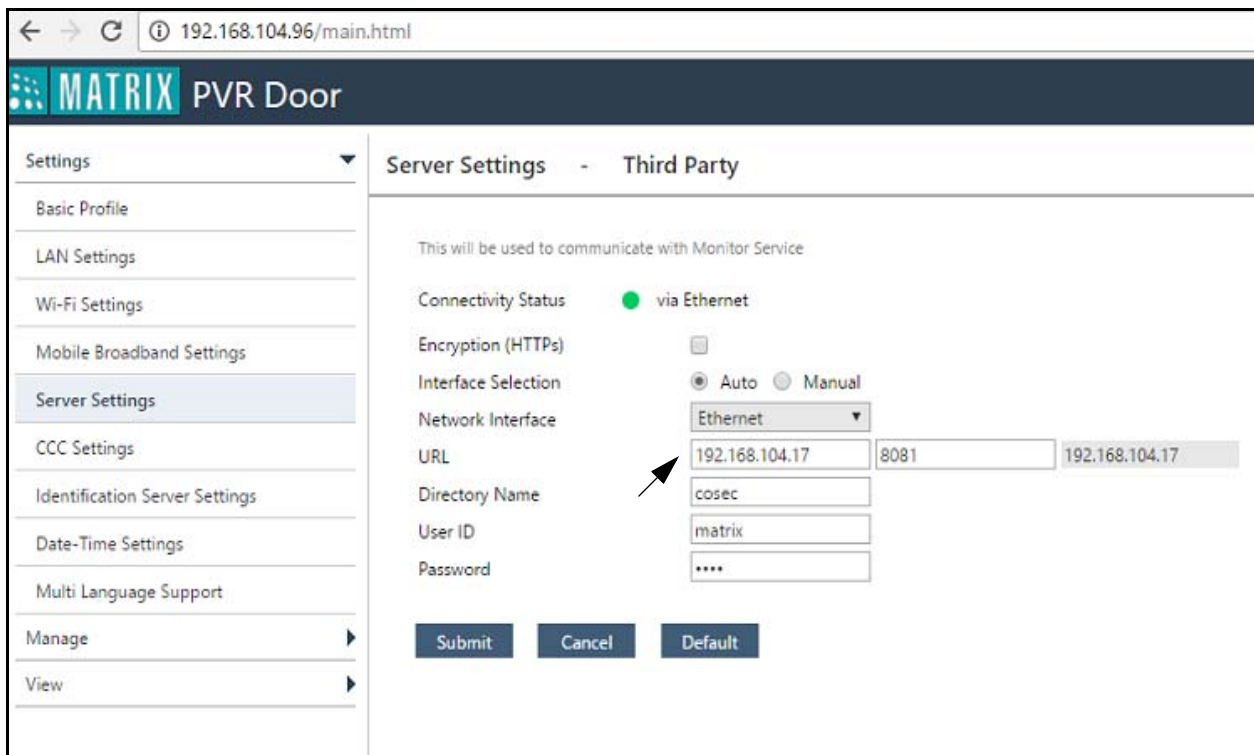 192.168.104.96/main.html
MATRIX PVR Door
Settings
Basic Profile
LAN Settings
Wi-Fi Settings
Mobile Broadband Settings
Server Settings
CCC Settings
Identification Server Settings
Date-Time Settings
Multi Language Support
Manage
View
Server Settings - Third Party
This will be used to communicate with Monitor Service
Connectivity Status via Ethernet
Encryption (HTTPs)
Interface Selection Auto Manual
Network Interface Ethernet
URL 192.168.104.17 8081 192.168.104.17
Directory Name cosec
User ID matrix
Password ••••
Submit Cancel Default